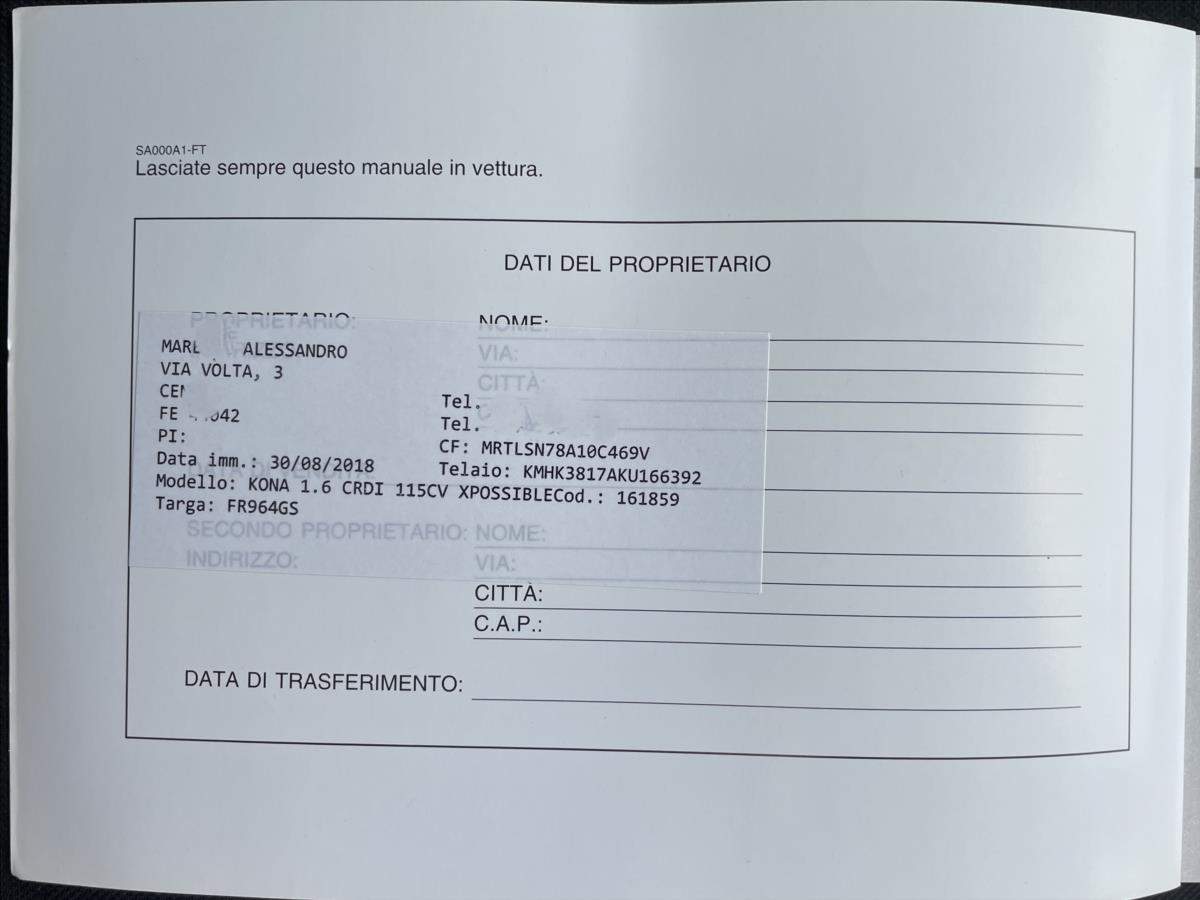 SA000A1-FT
Lasciate sempre questo manuale in vettura.
DATI DEL PROPRIETARIO
PROPRIETARIO: NOME:
ALESSANDRO VIA:
VIA VOLTA, 3 CITTÀ
Tel.
FE Tel.
PI: CF: MRTLSN78A10C469V
Data imm.: 30/08/2018 Telaio: KMHK3817AKU166392
Modello: KONA 1.6 CRDI 115CV XPOSSIBLECod.: 161859
Targa: FR964GS
SECONDO PROPRIETARIO: NOME:
INDIRIZZO: VIA:
CITTÀ:
C.A.P.:
DATA DI TRASFERIMENTO: